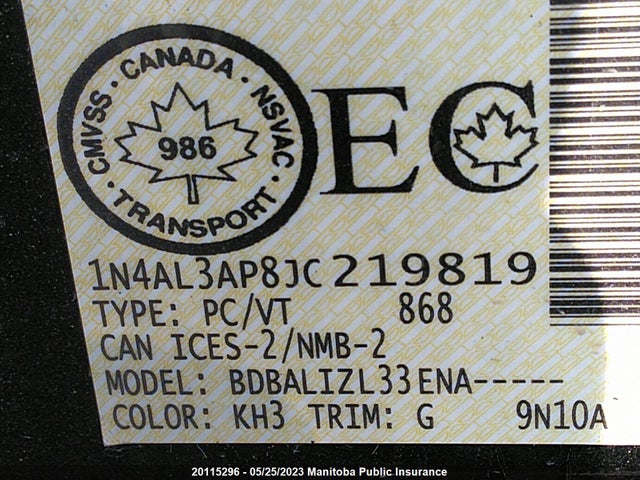 CMVSS · CANADA · NSVAC
986
· TRANSPORT ·
EC
1N4AL3AP8JC219819
TYPE: PC/VT 868
CAN ICES-2/NMB-2
MODEL: BDBALIZL33ENA-----
COLOR: KH3 TRIM: G 9N10A
20115296 - 05/25/2023 Manitoba Public Insurance